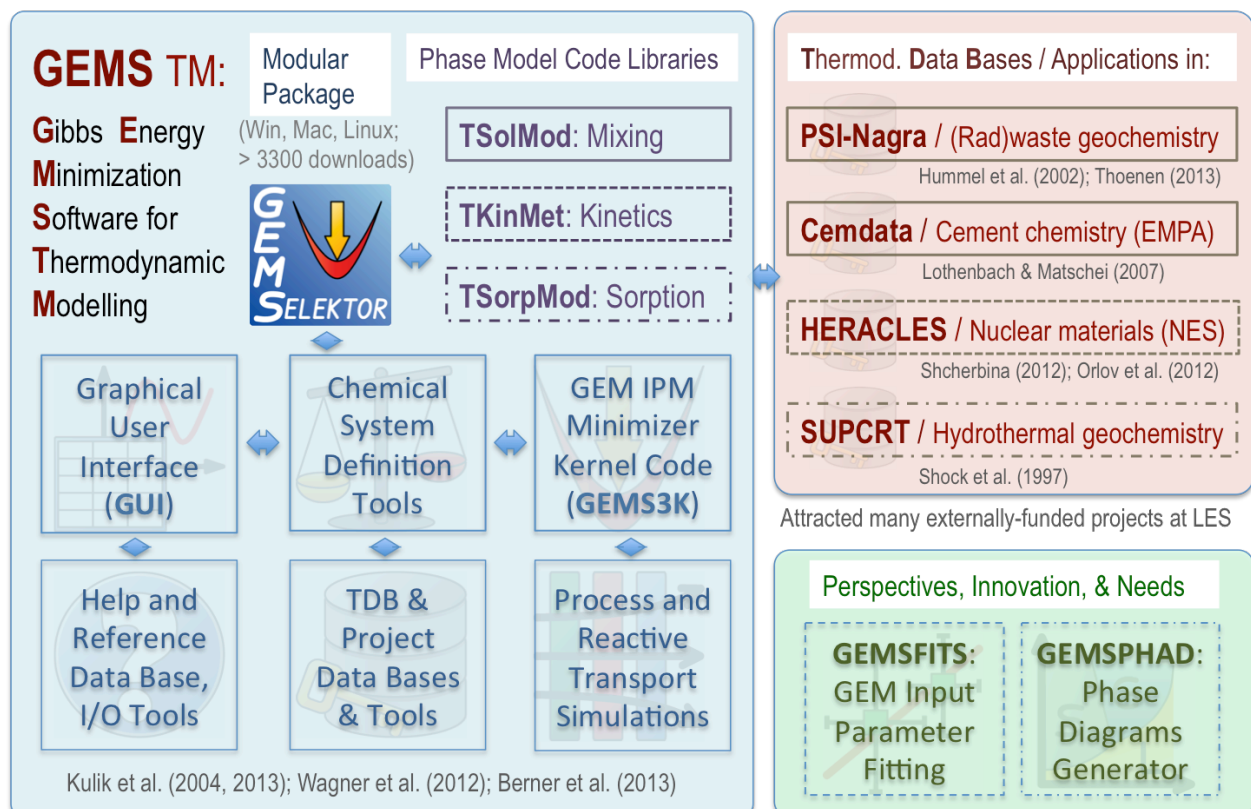 GEMS TM:
Gibbs Energy
Minimization
Software for
Thermodynamic
Modelling
Modular
Package
(Win, Mac, Linux;
> 3300 downloads)
GEMS
SELEKTOR
Phase Model Code Libraries
TSolMod: Mixing
TKinMet: Kinetics
TSorpMod: Sorption
Graphical
User
Interface
(GUI)
Chemical
System
Definition
Tools
GEM IPM
Minimizer
Kernel Code
(GEMS3K)
Help and
Reference
Data Base,
I/O Tools
TDB &
Project
Data Bases
& Tools
Process and
Reactive
Transport
Simulations
Kulik et al. (2004, 2013); Wagner et al. (2012); Berner et al. (2013)
Thermod. Data Bases / Applications in:
PSI-Nagra / (Rad)waste geochemistry
Hummel et al. (2002); Thoenen (2013)
Cemdata / Cement chemistry (EMPA)
Lothenbach & Matschei (2007)
HERACLES / Nuclear materials (NES)
Shcherbina (2012); Orlov et al. (2012)
SUPCRT / Hydrothermal geochemistry
Shock et al. (1997)
Attracted many externally-funded projects at LES
Perspectives, Innovation, & Needs
GEMSFITS:
GEM Input
Parameter
Fitting
GEMSPHAD:
Phase
Diagrams
Generator